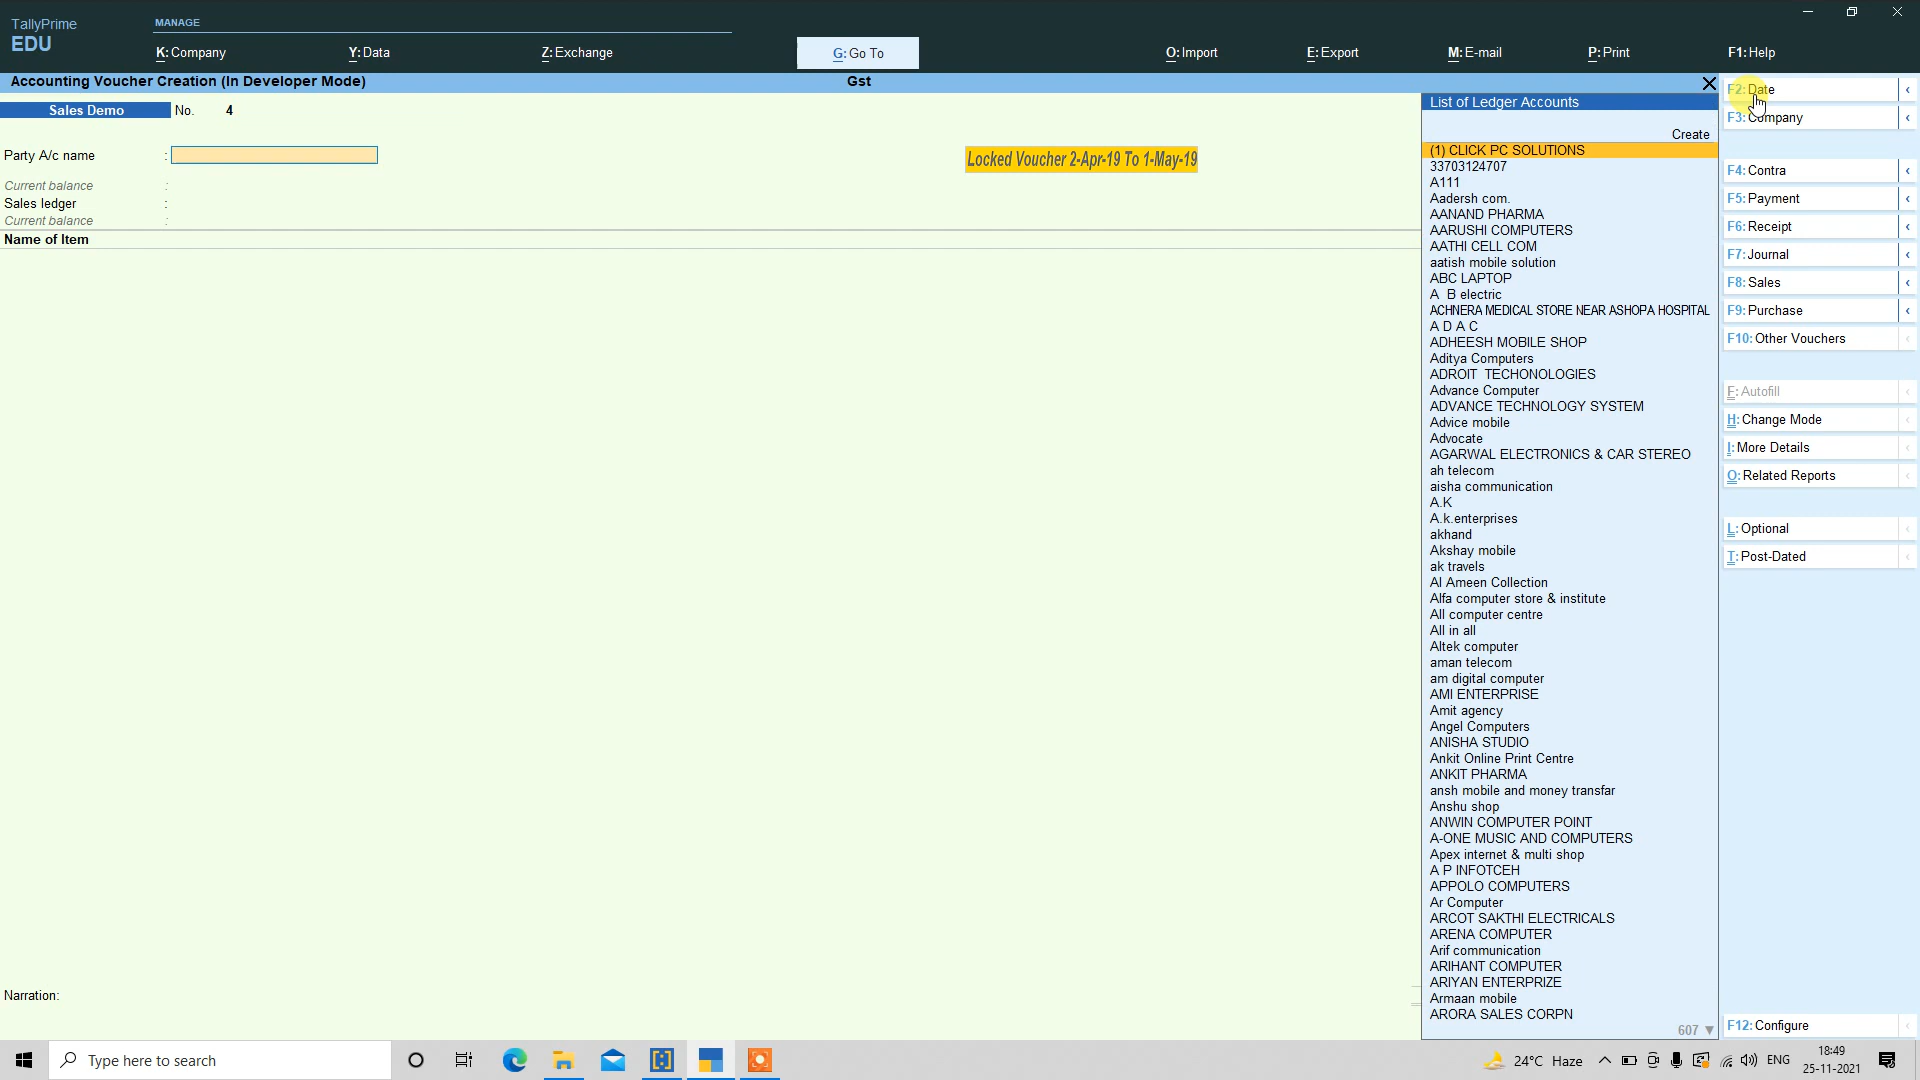 TallyPrime
EDU
MANAGE
K: Company
Y: Data
Z: Exchange
G: Go To
O: Import
E: Export
M: E-mail
P: Print
F1: Help
Accounting Voucher Creation (In Developer Mode)
Gst
Sales Demo No. 4
Party A/c name :
Locked Voucher 2-Apr-19 To 1-May-19
Current balance :
Sales ledger :
Current balance :
Name of Item
Narration:
List of Ledger Accounts
Create
(1) CLICK PC SOLUTIONS
33703124707
A111
Aadersh com.
AANAND PHARMA
AARUSHI COMPUTERS
AATHI CELL COM
aatish mobile solution
ABC LAPTOP
A B electric
ACHNERA MEDICAL STORE NEAR ASHOPA HOSPITAL
A D A C
ADHEESH MOBILE SHOP
Aditya Computers
ADROIT TECHONOLOGIES
Advance Computer
ADVANCE TECHNOLOGY SYSTEM
Advice mobile
Advocate
AGARWAL ELECTRONICS & CAR STEREO
ah telecom
aisha communication
A.K
A.k.enterprises
akhand
Akshay mobile
ak travels
Al Ameen Collection
Alfa computer store & institute
All computer centre
All in all
Altek computer
aman telecom
am digital computer
AMI ENTERPRISE
Amit agency
Angel Computers
ANISHA STUDIO
Ankit Online Print Centre
ANKIT PHARMA
ansh mobile and money transfar
Anshu shop
ANWIN COMPUTER POINT
A-ONE MUSIC AND COMPUTERS
Apex internet & multi shop
A P INFOTCEH
APPOLO COMPUTERS
Ar Computer
ARCOT SAKTHI ELECTRICALS
ARENA COMPUTER
Arif communication
ARIHANT COMPUTER
ARIYAN ENTERPRIZE
Armaan mobile
ARORA SALES CORPN
607 ▼
F2: Date
F3: Company
F4: Contra
F5: Payment
F6: Receipt
F7: Journal
F8: Sales
F9: Purchase
F10: Other Vouchers
F: Autofill
H: Change Mode
I: More Details
O: Related Reports
L: Optional
T: Post-Dated
F12: Configure
Type here to search
24°C Haze
ENG
18:49
25-11-2021